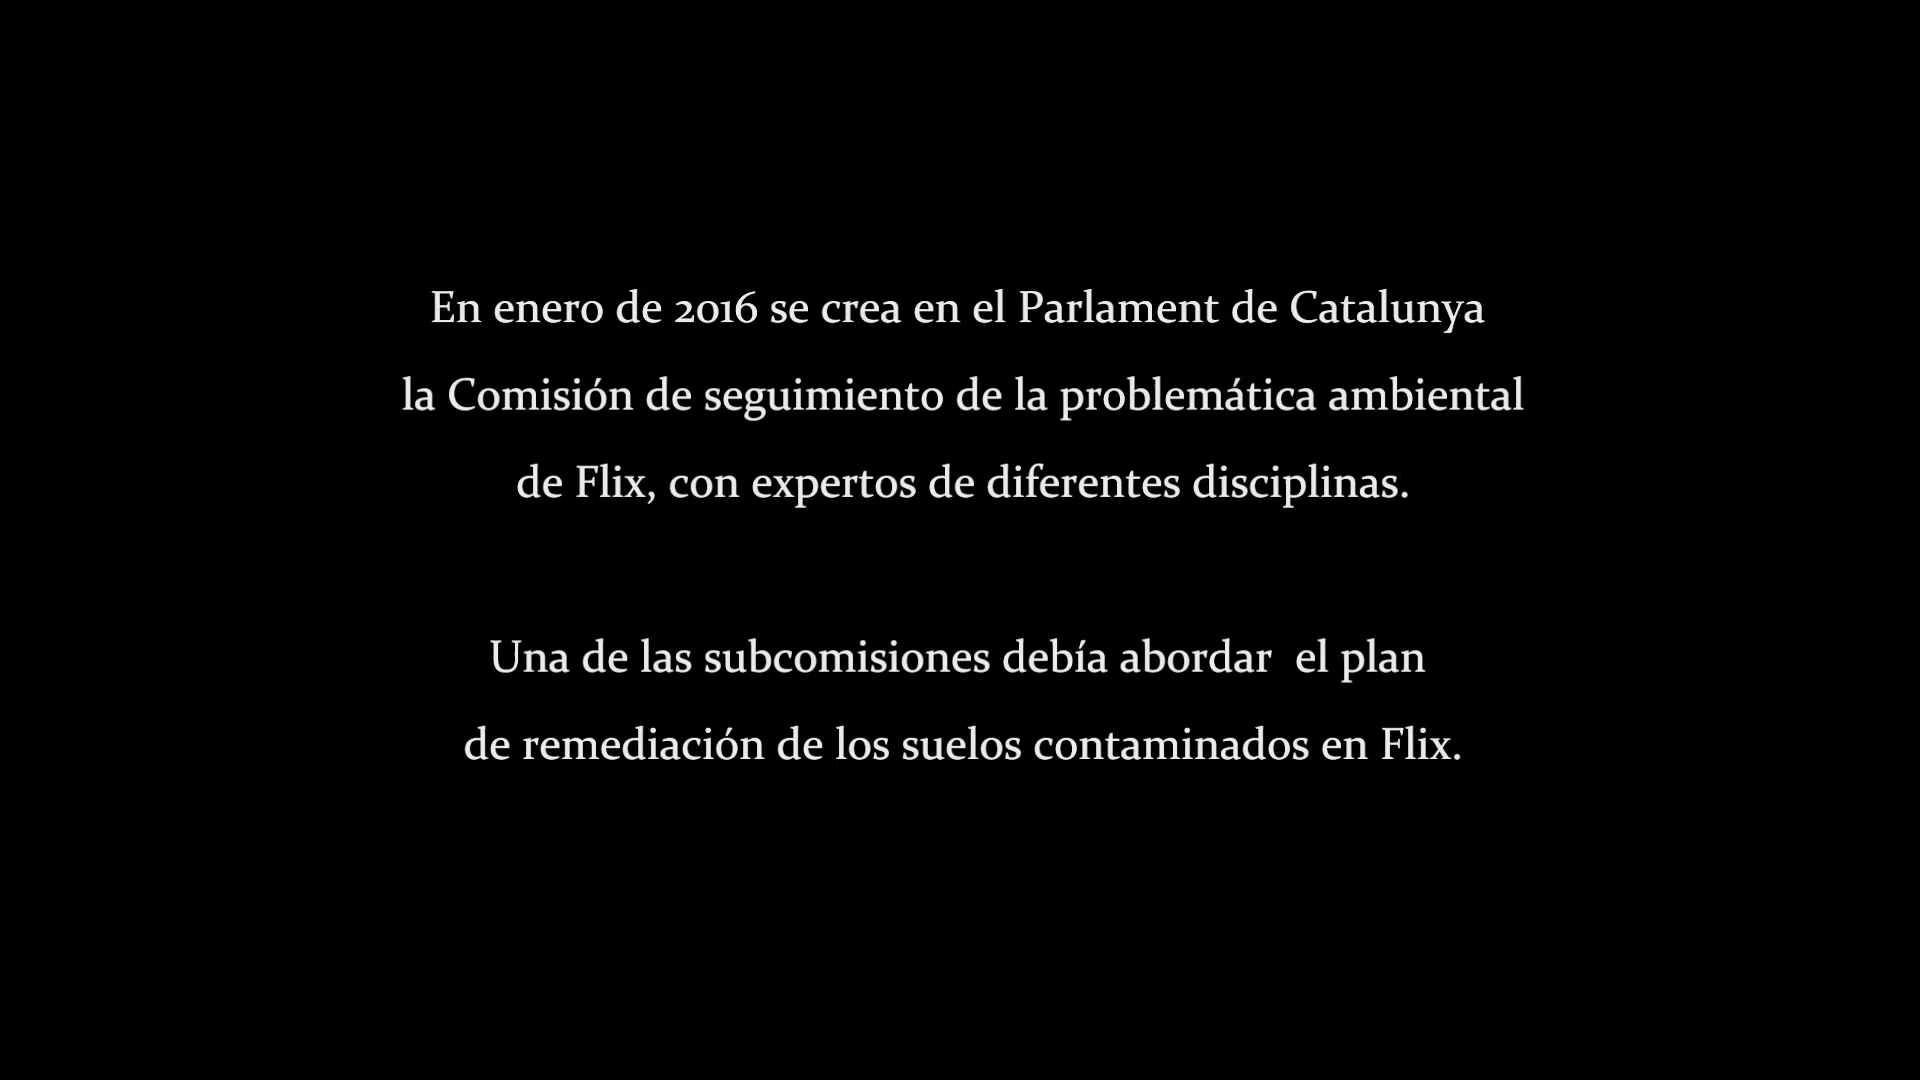 En enero de 2016 se crea en el Parlament de Catalunya
la Comisión de seguimiento de la problemática ambiental
de Flix, con expertos de diferentes disciplinas.
Una de las subcomisiones debía abordar  el plan
de remediación de los suelos contaminados en Flix.